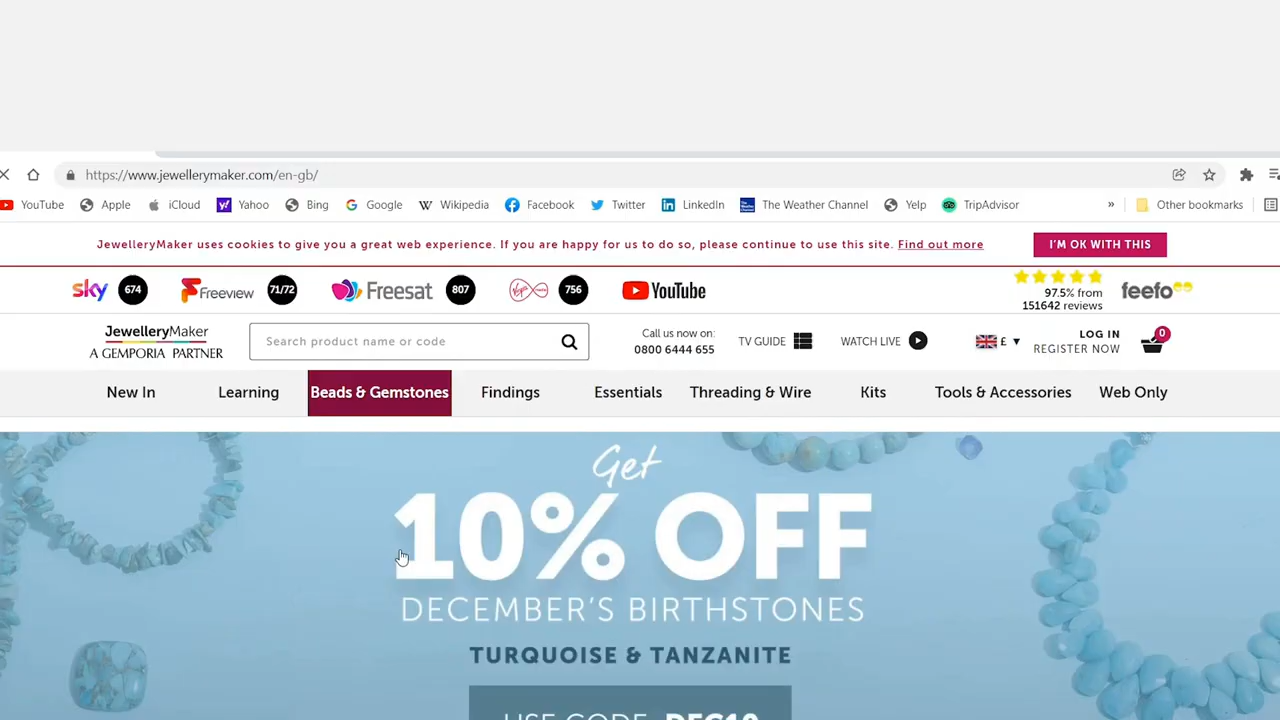 https://www.jewellerymaker.com/en-gb/
YouTube Apple iCloud Yahoo Bing Google Wikipedia Facebook Twitter LinkedIn The Weather Channel Yelp TripAdvisor » Other bookmarks
JewelleryMaker uses cookies to give you a great web experience. If you are happy for us to do so, please continue to use this site. Find out more I'M OK WITH THIS
sky 674 Freeview 71/72 Freesat 807 Virgin media 756 YouTube
97.5% from feefo
151642 reviews
JewelleryMaker
A GEMPORIA PARTNER
Search product name or code
Call us now on:
0800 6444 655
TV GUIDE
WATCH LIVE
£
LOG IN
REGISTER NOW
0
New In Learning Beads & Gemstones Findings Essentials Threading & Wire Kits Tools & Accessories Web Only
Get
10% OFF
DECEMBER'S BIRTHSTONES
TURQUOISE & TANZANITE
USE CODE DEC10